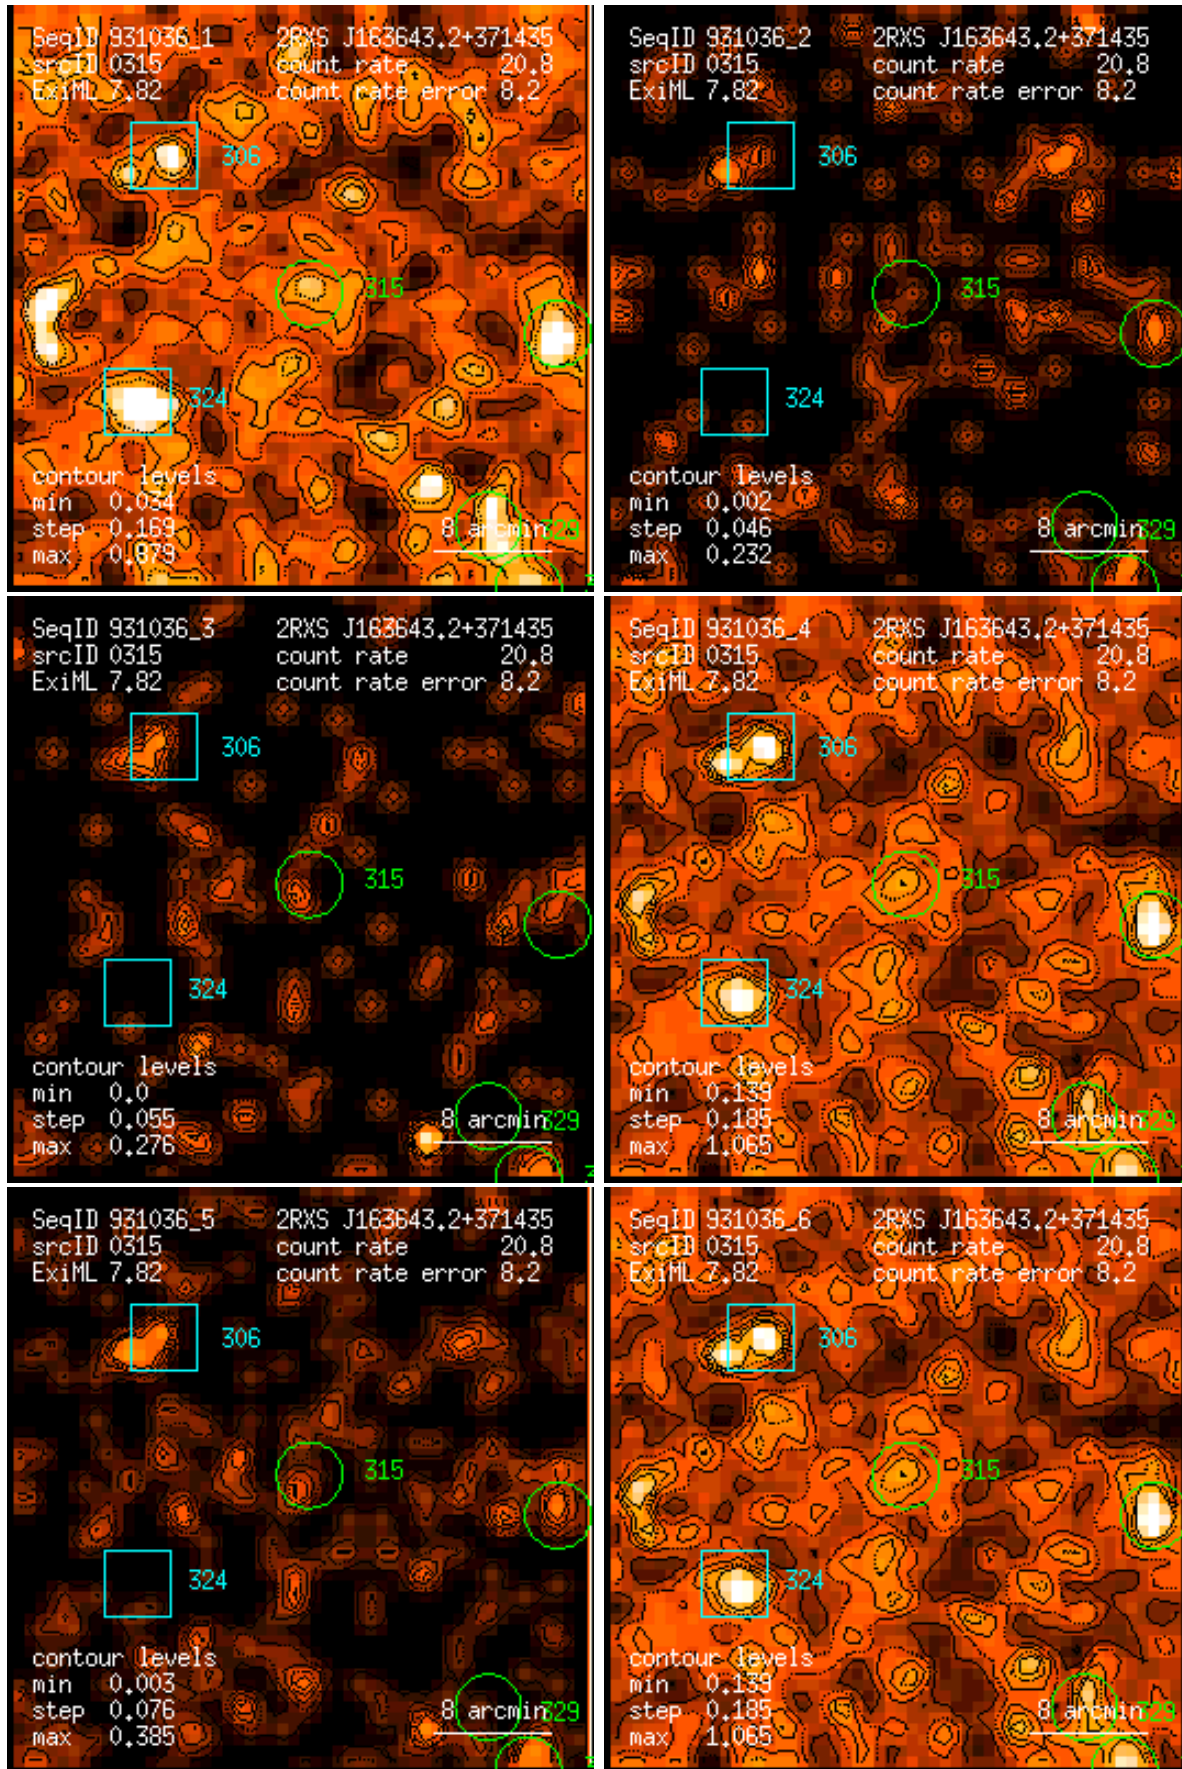 SeqID 931036_1 2RXS J163643.2+371435
srcID 0315 count rate 20.8
ExiML 7.82 count rate error 8.2
306
315
324
contour levels
min 0.034
step 0.169 8 arcmin 329
max 0.879
SeqID 931036_2 2RXS J163643.2+371435
srcID 0315 count rate 20.8
ExiML 7.82 count rate error 8.2
306
315
324
contour levels
min 0.002
step 0.046 8 arcmin 329
max 0.232
SeqID 931036_3 2RXS J163643.2+371435
srcID 0315 count rate 20.8
ExiML 7.82 count rate error 8.2
306
315
324
contour levels
min 0.0
step 0.055 8 arcmin 329
max 0.276
SeqID 931036_4 2RXS J163643.2+371435
srcID 0315 count rate 20.8
ExiML 7.82 count rate error 8.2
306
315
324
contour levels
min 0.139
step 0.185 8 arcmin 329
max 1.065
SeqID 931036_5 2RXS J163643.2+371435
srcID 0315 count rate 20.8
ExiML 7.82 count rate error 8.2
306
315
324
contour levels
min 0.003
step 0.076 8 arcmin 329
max 0.385
SeqID 931036_6 2RXS J163643.2+371435
srcID 0315 count rate 20.8
ExiML 7.82 count rate error 8.2
306
315
324
contour levels
min 0.139
step 0.185 8 arcmin 329
max 1.065